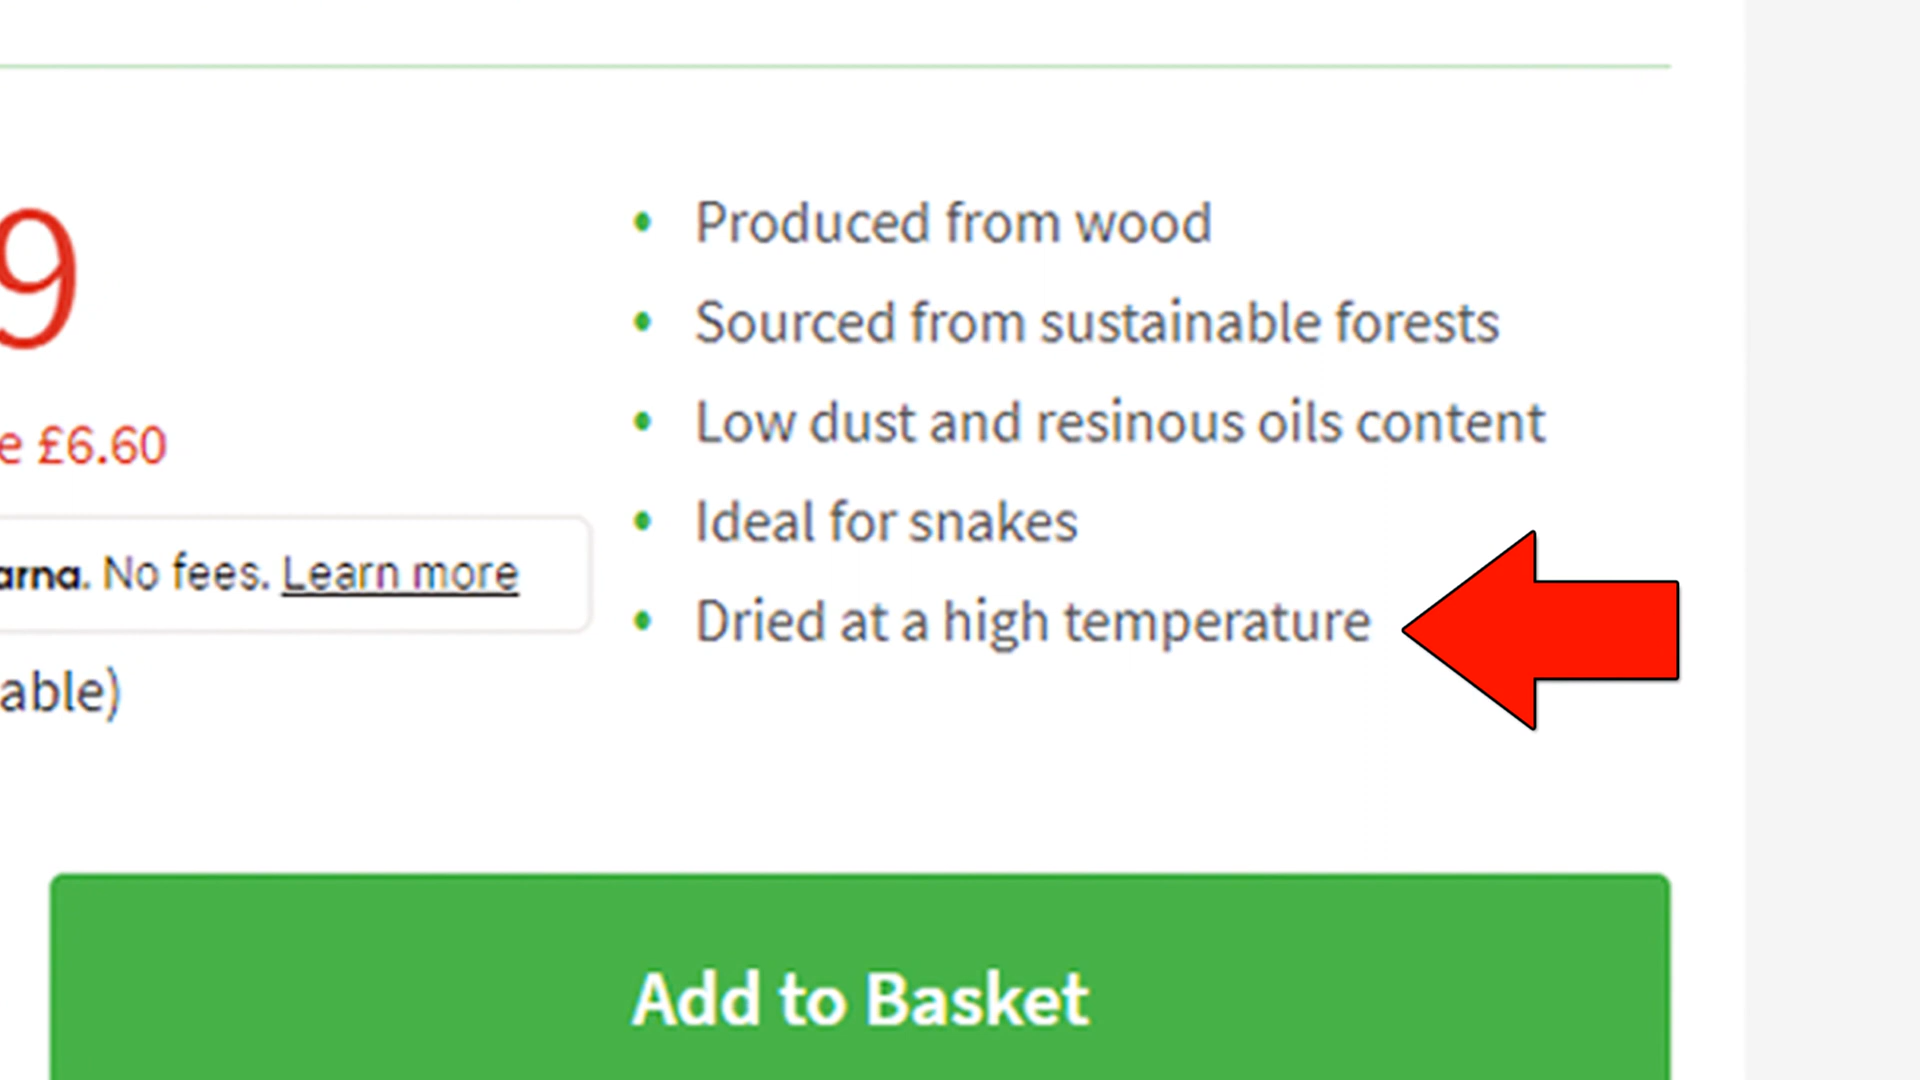 9
e £6.60
arna. No fees. Learn more
able)
• Produced from wood
• Sourced from sustainable forests
• Low dust and resinous oils content
• Ideal for snakes
• Dried at a high temperature
Add to Basket